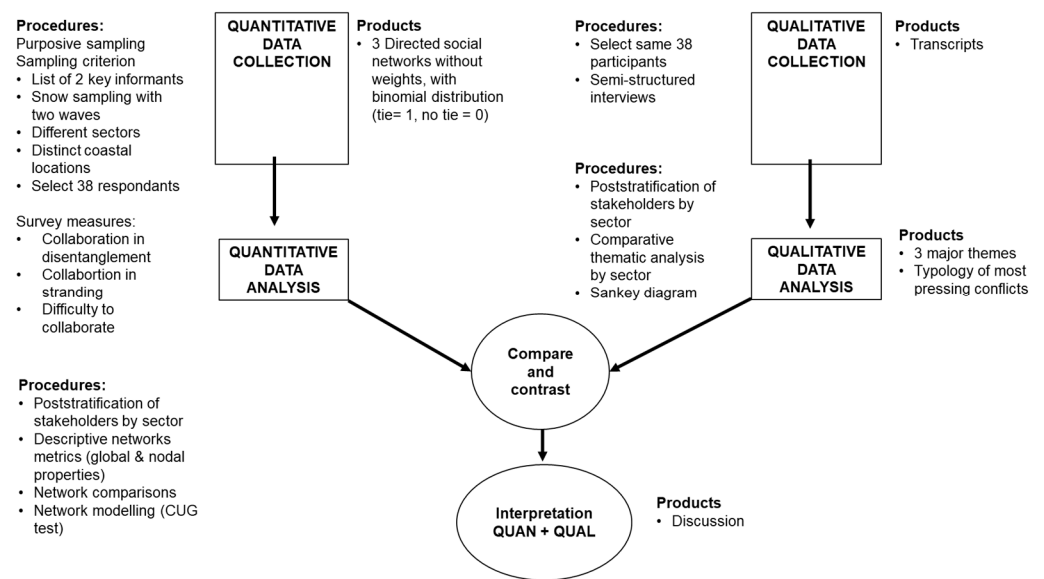 Procedures:
Purposive sampling
Sampling criterion
• List of 2 key informants
• Snow sampling with
two waves
• Different sectors
• Distinct coastal
locations
• Select 38 respondants
Survey measures:
• Collaboration in
disentanglement
• Collabortion in
stranding
• Difficulty to
collaborate
Procedures:
• Poststratification of
stakeholders by sector
• Descriptive networks
metrics (global & nodal
properties)
• Network comparisons
• Network modelling (CUG
test)
QUANTITATIVE
DATA
COLLECTION
Products
• 3 Directed social
networks without
weights, with
binomial distribution
(tie= 1, no tie = 0)
QUANTITATIVE
DATA
ANALYSIS
Procedures:
• Select same 38
participants
• Semi-structured
interviews
QUALITATIVE
DATA
COLLECTION
Products
• Transcripts
Procedures:
• Poststratification of
stakeholders by
sector
• Comparative
thematic analysis
by sector
• Sankey diagram
QUALITATIVE
DATA
ANALYSIS
Products
• 3 major themes
• Typology of most
pressing conflicts
Compare
and
contrast
Interpretation
QUAN + QUAL
Products
• Discussion